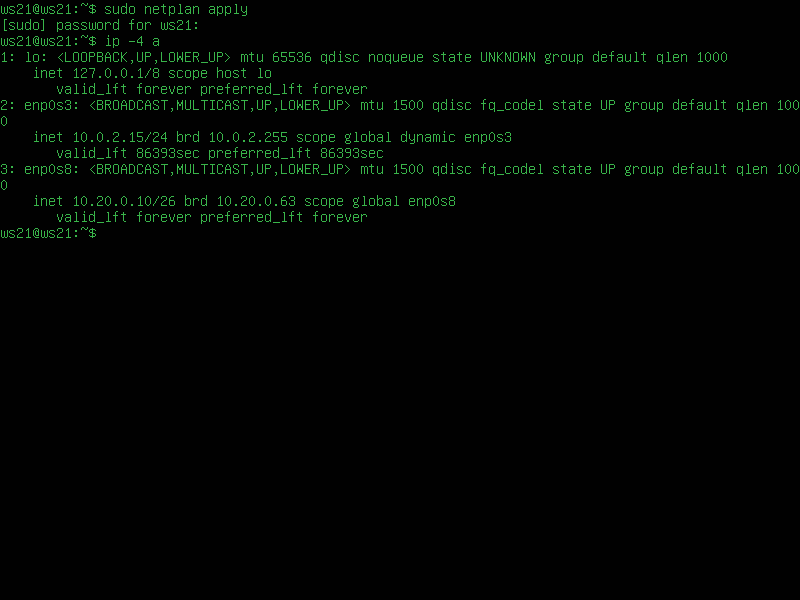 ws21@ws21:~$ sudo netplan apply
[sudo] password for ws21:
ws21@ws21:~$ ip -4 a
1: lo: <LOOPBACK,UP,LOWER_UP> mtu 65536 qdisc noqueue state UNKNOWN group default qlen 1000
    inet 127.0.0.1/8 scope host lo
       valid_lft forever preferred_lft forever
2: enp0s3: <BROADCAST,MULTICAST,UP,LOWER_UP> mtu 1500 qdisc fq_codel state UP group default qlen 100
0
    inet 10.0.2.15/24 brd 10.0.2.255 scope global dynamic enp0s3
       valid_lft 86393sec preferred_lft 86393sec
3: enp0s8: <BROADCAST,MULTICAST,UP,LOWER_UP> mtu 1500 qdisc fq_codel state UP group default qlen 100
0
    inet 10.20.0.10/26 brd 10.20.0.63 scope global enp0s8
       valid_lft forever preferred_lft forever
ws21@ws21:~$